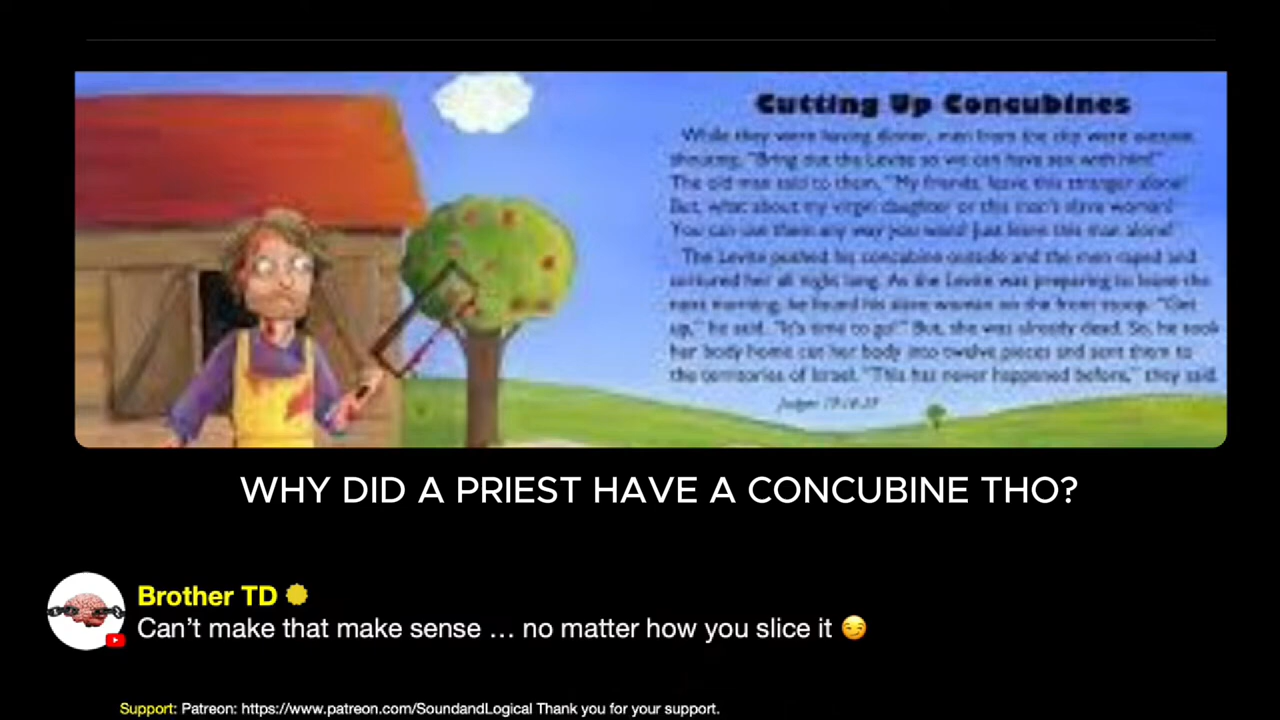 Cutting Up Concubines
While they were having dinner, men from the city were outside
shouting, "Bring out the Levite so we can have sex with him!"
The old man said to them, "My friends, leave this stranger alone!
But, what about my virgin daughter or this man's slave woman?
You can use them any way you want! Just leave this man alone!"
The Levite pushed his concubine outside and the men raped and
tortured her all night long. As the Levite was preparing to leave the
next morning, he found his slave woman on the front stoop. "Get
up," he said. "It's time to go!" But, she was already dead. So, he took
her body home cut her body into twelve pieces and sent them to
the territories of Israel. "This has never happened before," they said.
Judges
WHY DID A PRIEST HAVE A CONCUBINE THO?
Brother TD
Can't make that make sense … no matter how you slice it 😏
Support: Patreon: https://www.patreon.com/SoundandLogical Thank you for your support.